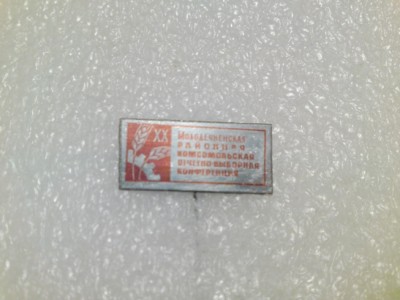 XX
РАЙОННАЯ
КОМСОМОЛЬСКАЯ
ОТЧЕТНО-ВЫБОРНАЯ
КОНФЕРЕНЦИЯ